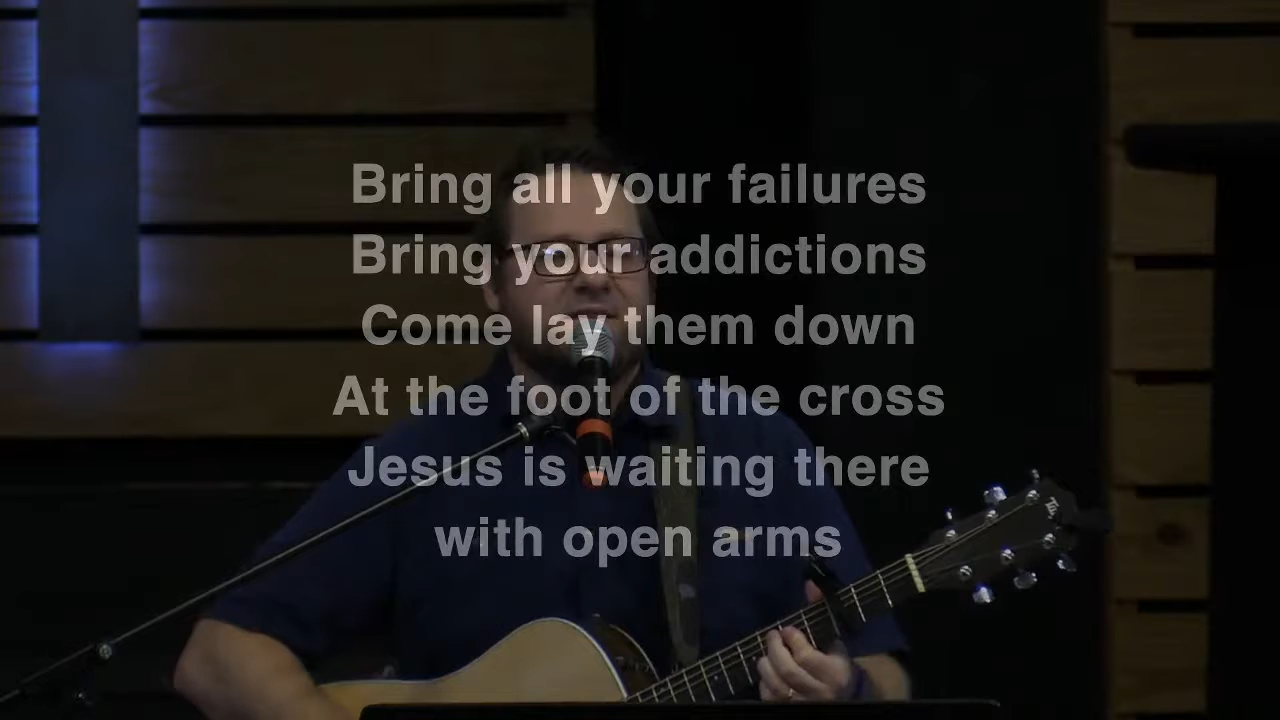 Bring all your failures
Bring your addictions
Come lay them down
At the foot of the cross
Jesus is waiting there
with open arms